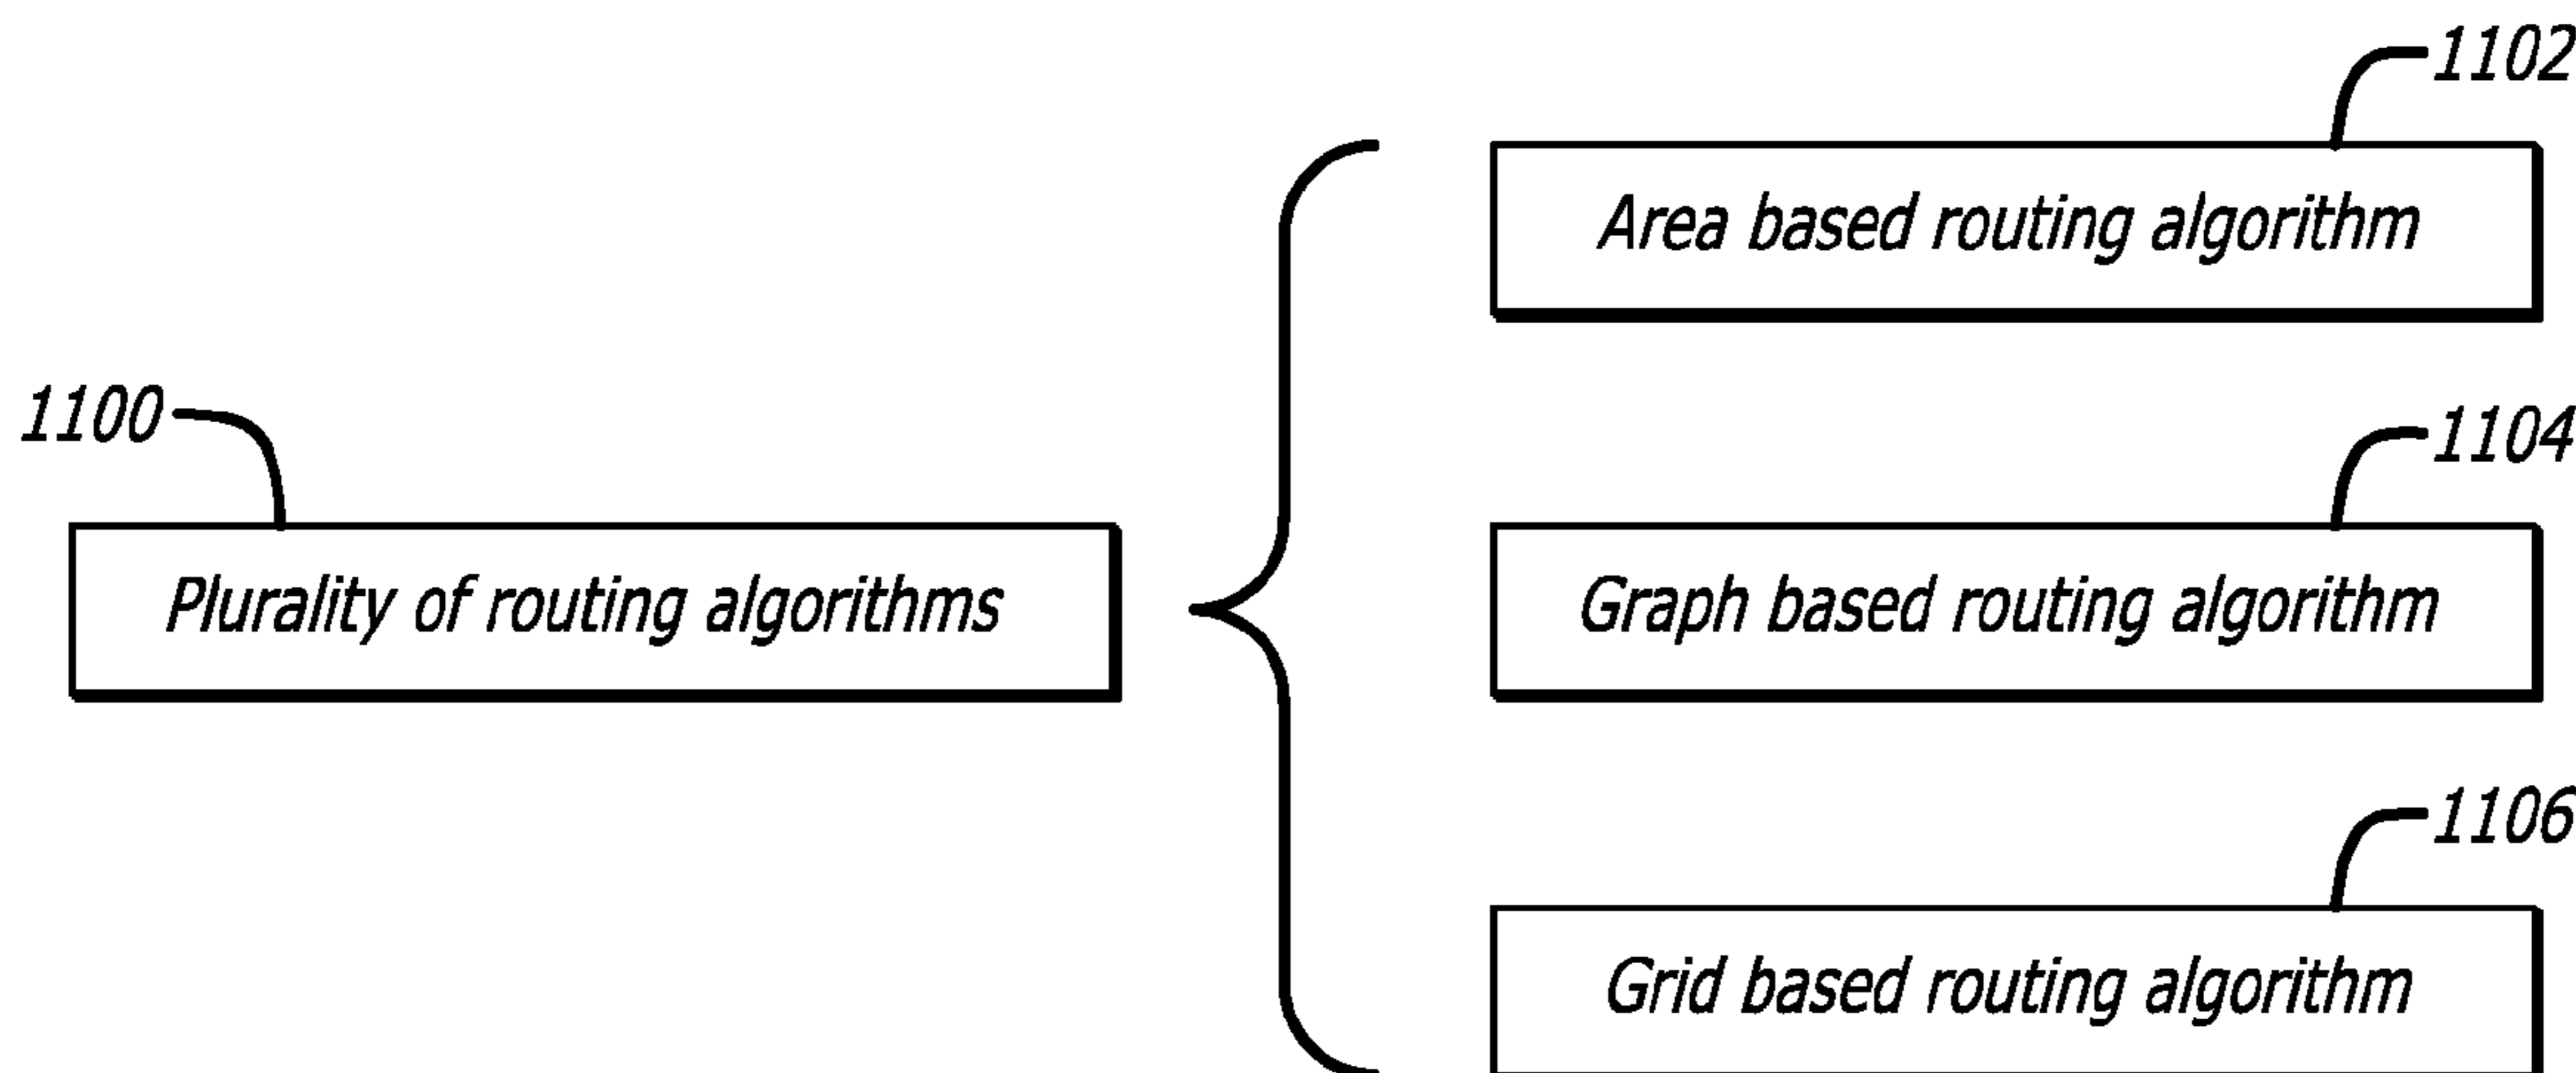 1102
Area based routing algorithm
1100
1104
Plurality of routing algorithms
Graph based routing algorithm
1106
Grid based routing algorithm